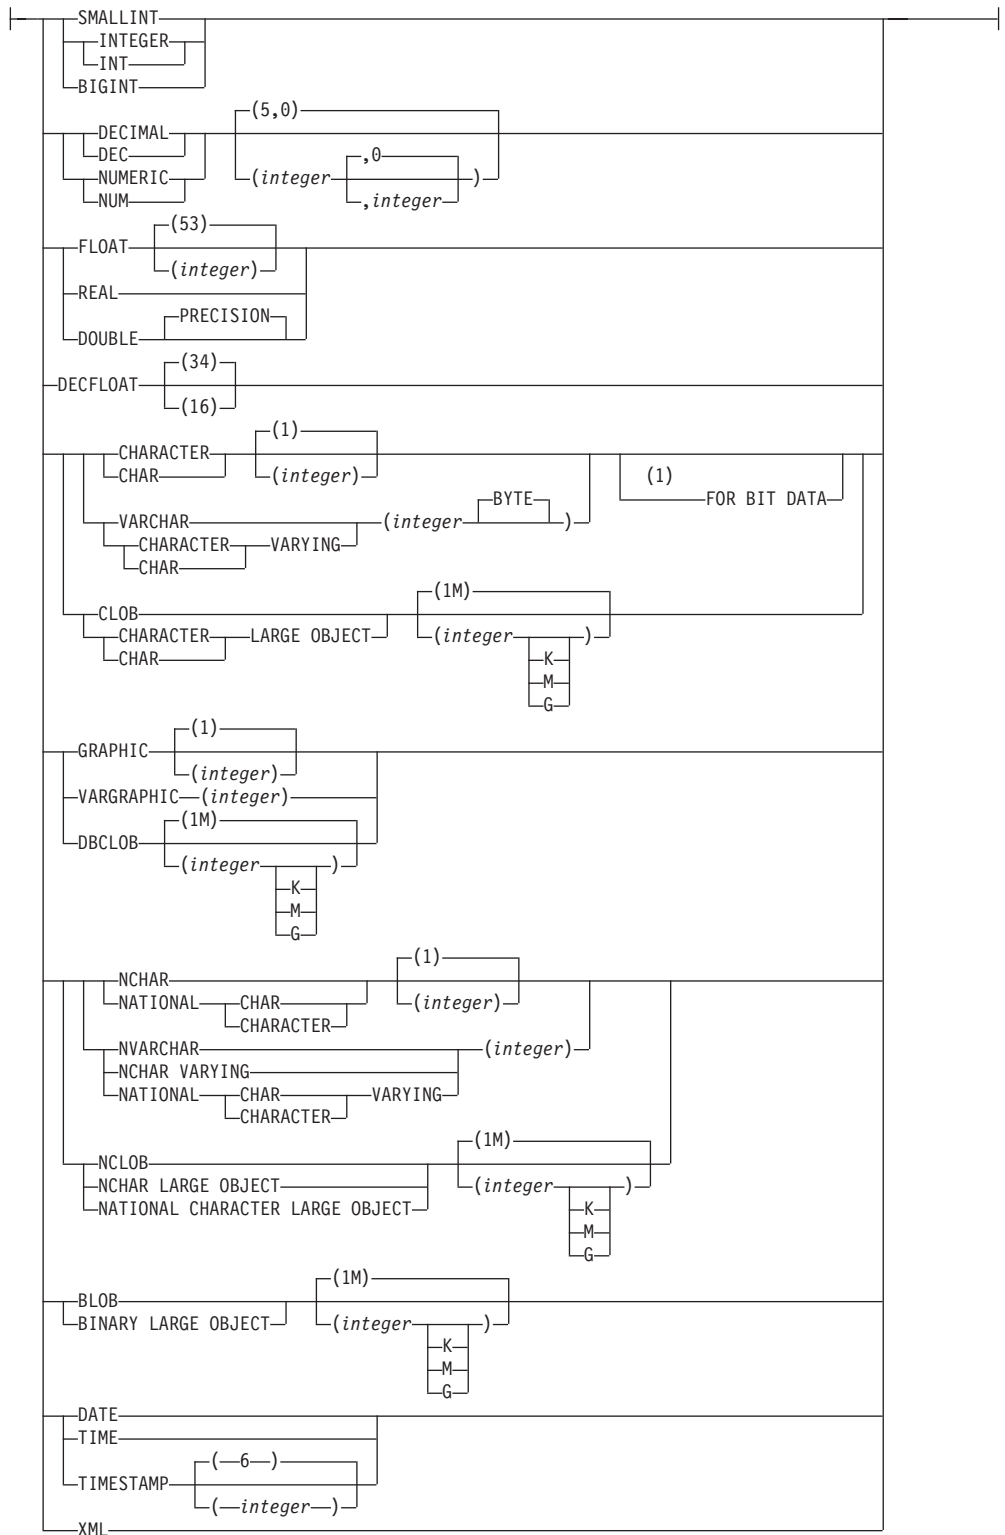 SMALLINT
INTEGER
INT
BIGINT
(5,0)
DECIMAL
DEC ,0
NUMERIC (integer )
NUM ,integer
(53)
FLOAT
(integer)
REAL
PRECISION
DOUBLE
(34)
DECFLOAT
(16)
(1)
CHARACTER
CHAR (integer) (1)
BYTE FOR BIT DATA
VARCHAR (integer )
CHARACTER VARYING
CHAR
(1M)
CLOB
CHARACTER LARGE OBJECT (integer )
CHAR K
M
G
(1)
GRAPHIC
(integer)
VARGRAPHIC (integer)
(1M)
DBCLOB
(integer )
K
M
G
(1)
NCHAR
NATIONAL CHAR (integer)
CHARACTER
NVARCHAR (integer)
NCHAR VARYING
NATIONAL CHAR VARYING
CHARACTER
(1M)
NCLOB
NCHAR LARGE OBJECT (integer )
NATIONAL CHARACTER LARGE OBJECT K
M
G
(1M)
BLOB
BINARY LARGE OBJECT (integer )
K
M
G
DATE
TIME
( 6 )
TIMESTAMP
( integer )
XML